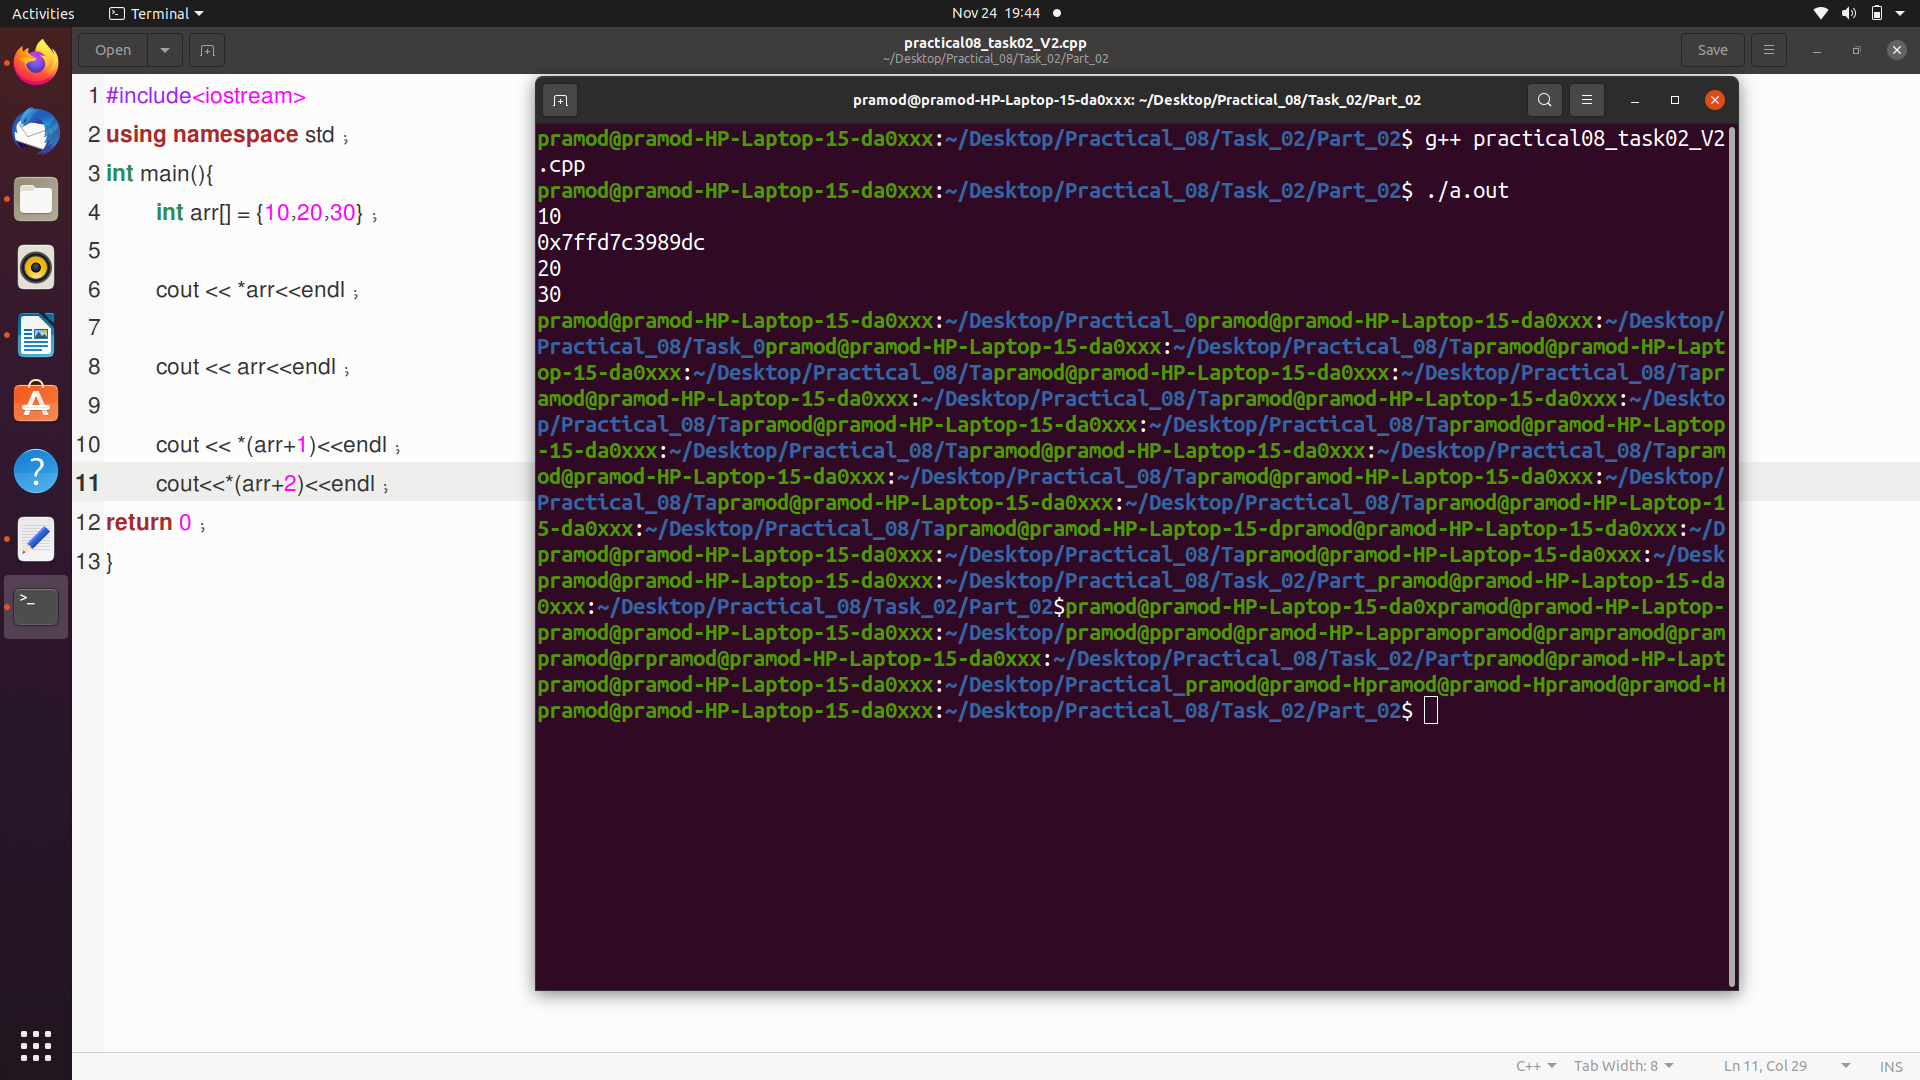 Activities
Terminal
Nov 24 19:44
Open
practical08_task02_V2.cpp
~/Desktop/Practical_08/Task_02/Part_02
Save
1 #include<iostream>
2 using namespace std ;
3 int main(){
4 int arr[] = {10,20,30} ;
5
6 cout << *arr<<endl ;
7
8 cout << arr<<endl ;
9
10 cout << *(arr+1)<<endl ;
11 cout<<*(arr+2)<<endl ;
12 return 0 ;
13 }
pramod@pramod-HP-Laptop-15-da0xxx: ~/Desktop/Practical_08/Task_02/Part_02
pramod@pramod-HP-Laptop-15-da0xxx:~/Desktop/Practical_08/Task_02/Part_02$ g++ practical08_task02_V2
.cpp
pramod@pramod-HP-Laptop-15-da0xxx:~/Desktop/Practical_08/Task_02/Part_02$ ./a.out
10
0x7ffd7c3989dc
20
30
pramod@pramod-HP-Laptop-15-da0xxx:~/Desktop/Practical_0pramod@pramod-HP-Laptop-15-da0xxx:~/Desktop/
Practical_08/Task_0pramod@pramod-HP-Laptop-15-da0xxx:~/Desktop/Practical_08/Tapramod@pramod-HP-Lapt
op-15-da0xxx:~/Desktop/Practical_08/Tapramod@pramod-HP-Laptop-15-da0xxx:~/Desktop/Practical_08/Tapr
amod@pramod-HP-Laptop-15-da0xxx:~/Desktop/Practical_08/Tapramod@pramod-HP-Laptop-15-da0xxx:~/Deskto
p/Practical_08/Tapramod@pramod-HP-Laptop-15-da0xxx:~/Desktop/Practical_08/Tapramod@pramod-HP-Laptop
-15-da0xxx:~/Desktop/Practical_08/Tapramod@pramod-HP-Laptop-15-da0xxx:~/Desktop/Practical_08/Tapram
od@pramod-HP-Laptop-15-da0xxx:~/Desktop/Practical_08/Tapramod@pramod-HP-Laptop-15-da0xxx:~/Desktop/
Practical_08/Tapramod@pramod-HP-Laptop-15-da0xxx:~/Desktop/Practical_08/Tapramod@pramod-HP-Laptop-1
5-da0xxx:~/Desktop/Practical_08/Tapramod@pramod-HP-Laptop-15-dpramod@pramod-HP-Laptop-15-da0xxx:~/D
pramod@pramod-HP-Laptop-15-da0xxx:~/Desktop/Practical_08/Tapramod@pramod-HP-Laptop-15-da0xxx:~/Desk
pramod@pramod-HP-Laptop-15-da0xxx:~/Desktop/Practical_08/Task_02/Part_pramod@pramod-HP-Laptop-15-da
0xxx:~/Desktop/Practical_08/Task_02/Part_02$pramod@pramod-HP-Laptop-15-da0xpramod@pramod-HP-Laptop-
pramod@pramod-HP-Laptop-15-da0xxx:~/Desktop/pramod@ppramod@pramod-HP-Lappramopramod@prampramod@pram
pramod@prpramod@pramod-HP-Laptop-15-da0xxx:~/Desktop/Practical_08/Task_02/Partpramod@pramod-HP-Lapt
pramod@pramod-HP-Laptop-15-da0xxx:~/Desktop/Practical_pramod@pramod-Hpramod@pramod-Hpramod@pramod-H
pramod@pramod-HP-Laptop-15-da0xxx:~/Desktop/Practical_08/Task_02/Part_02$
C++
Tab Width: 8
Ln 11, Col 29
INS